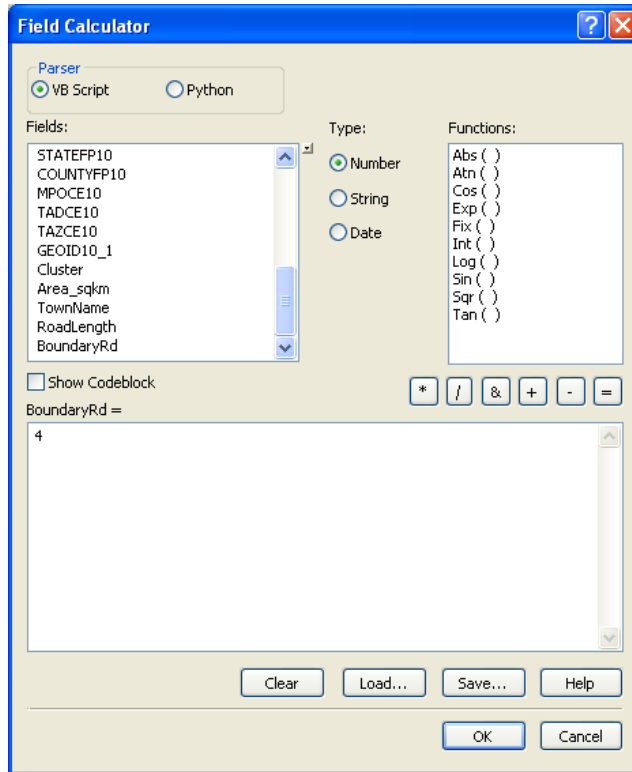 Field Calculator
Parser
VB Script Python
Fields: Type: Functions:
STATEFP10
COUNTYFP10
MPOCE10
TADCE10
TAZCE10
GEOID10_1
Cluster
Area_sqkm
TownName
RoadLength
BoundaryRd
Number
String
Date
Abs ( )
Atn ( )
Cos ( )
Exp ( )
Fix ( )
Int ( )
Log ( )
Sin ( )
Sqr ( )
Tan ( )
Show Codeblock
* / & + - =
BoundaryRd =
4
Clear Load... Save... Help
OK Cancel